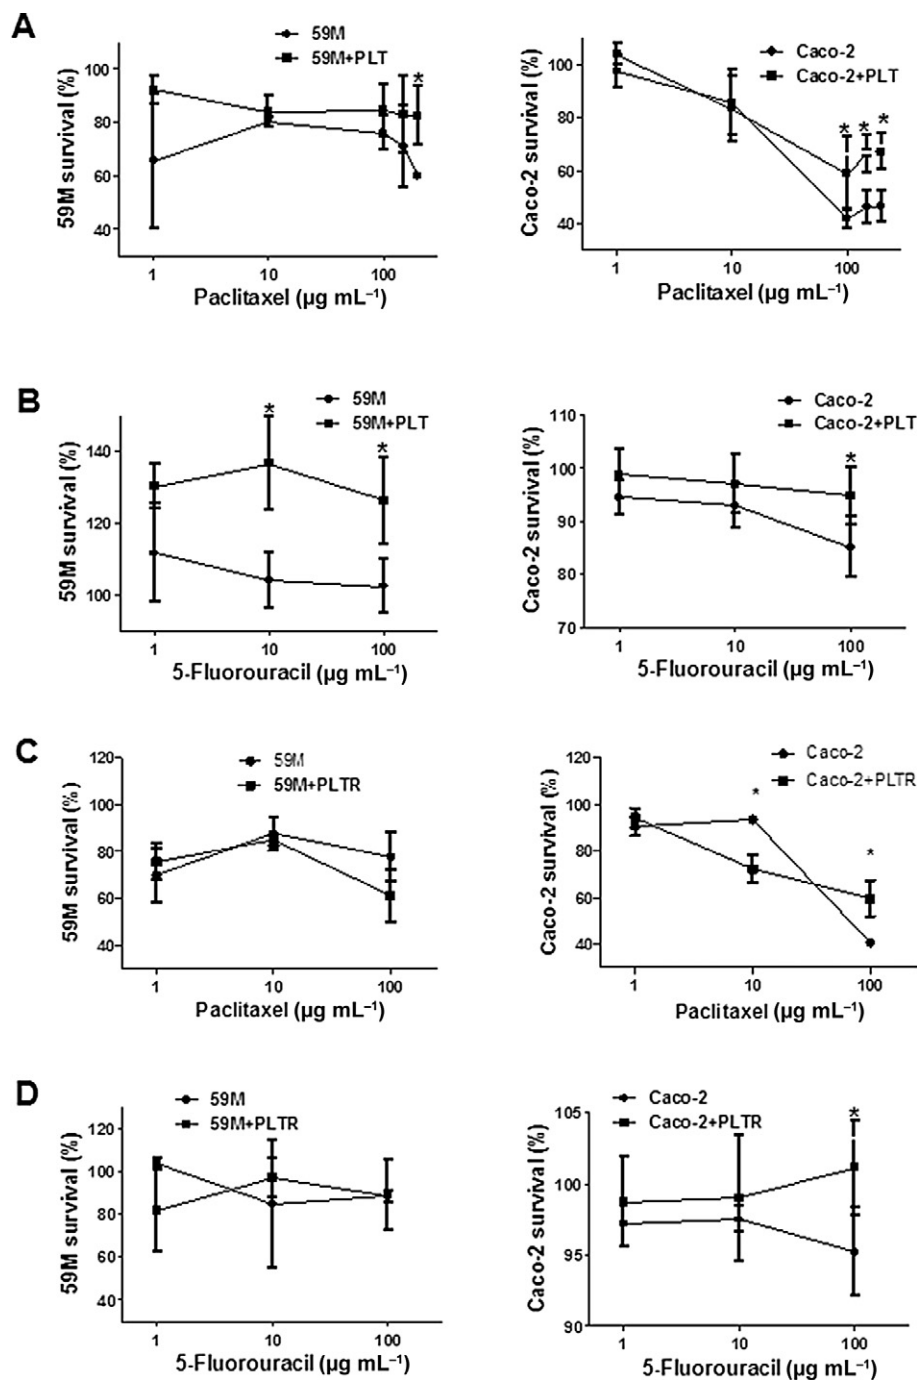 A
59M
59M+PLT
59M survival (%)
100
80
60
40
*
1
10
100
Paclitaxel (µg mL⁻¹)
Caco-2
Caco-2+PLT
Caco-2 survival (%)
100
80
60
40
* * *
1
10
100
Paclitaxel (µg mL⁻¹)
B
59M
59M+PLT
59M survival (%)
140
120
100
*
*
1
10
100
5-Fluorouracil (µg mL⁻¹)
Caco-2
Caco-2+PLT
Caco-2 survival (%)
110
100
90
80
70
*
1
10
100
5-Fluorouracil (µg mL⁻¹)
C
59M
59M+PLTR
59M survival (%)
120
100
80
60
40
1
10
100
Paclitaxel (µg mL⁻¹)
Caco-2
Caco-2+PLTR
Caco-2 survival (%)
120
100
80
60
40
*
*
1
10
100
Paclitaxel (µg mL⁻¹)
D
59M
59M+PLTR
59M survival (%)
120
100
80
60
40
1
10
100
5-Fluorouracil (µg mL⁻¹)
Caco-2
Caco-2+PLTR
Caco-2 survival (%)
105
100
95
90
*
1
10
100
5-Fluorouracil (µg mL⁻¹)